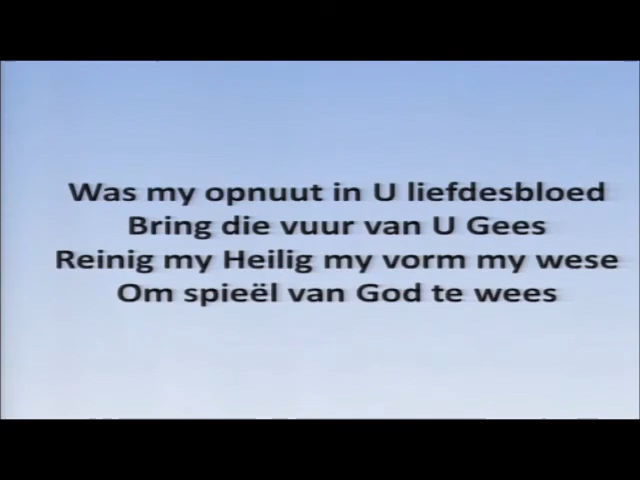 Was my opnuut in U liefdesbloed
Bring die vuur van U Gees
Reinig my Heilig my vorm my wese
Om spieël van God te wees